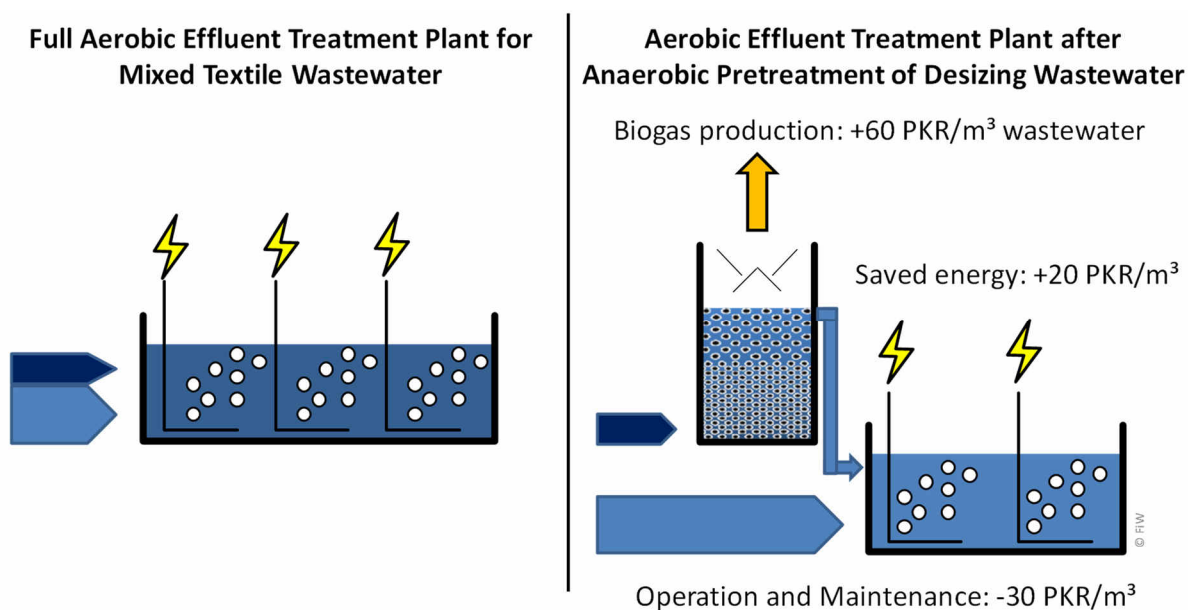 Full Aerobic Effluent Treatment Plant for
Mixed Textile Wastewater
Aerobic Effluent Treatment Plant after
Anaerobic Pretreatment of Desizing Wastewater
Biogas production: +60 PKR/m³ wastewater
Saved energy: +20 PKR/m³
© FiW
Operation and Maintenance: -30 PKR/m³